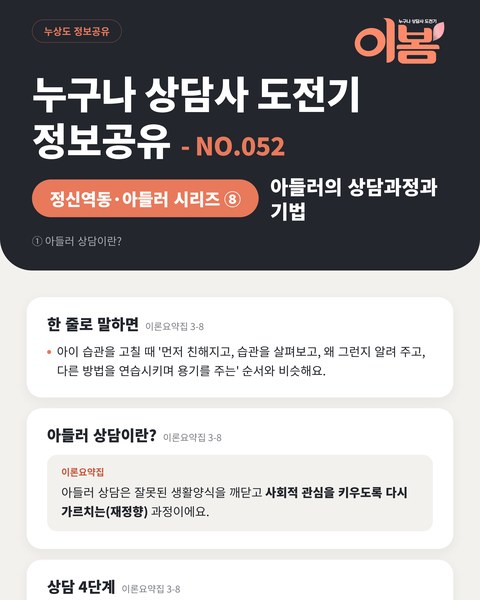 누상도 정보공유
누구나 상담사 도전기
이봄
누구나 상담사 도전기
정보공유 - NO.052
정신역동·아들러 시리즈 ⑧
아들러의 상담과정과
기법
① 아들러 상담이란?
한 줄로 말하면 이론요약집 3-8
• 아이 습관을 고칠 때 '먼저 친해지고, 습관을 살펴보고, 왜 그런지 알려 주고,
다른 방법을 연습시키며 용기를 주는' 순서와 비슷해요.
아들러 상담이란? 이론요약집 3-8
이론요약집
아들러 상담은 잘못된 생활양식을 깨닫고 사회적 관심을 키우도록 다시
가르치는(재정향) 과정이에요.
상담 4단계 이론요약집 3-8